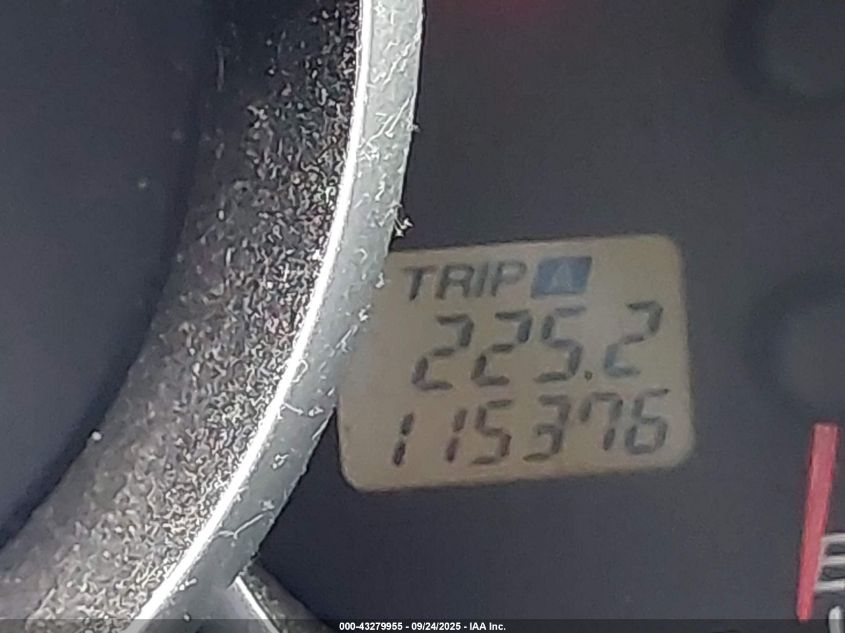 TRIP A
225.2
115376
E
000-43279955 - 09/24/2025 - IAA Inc.